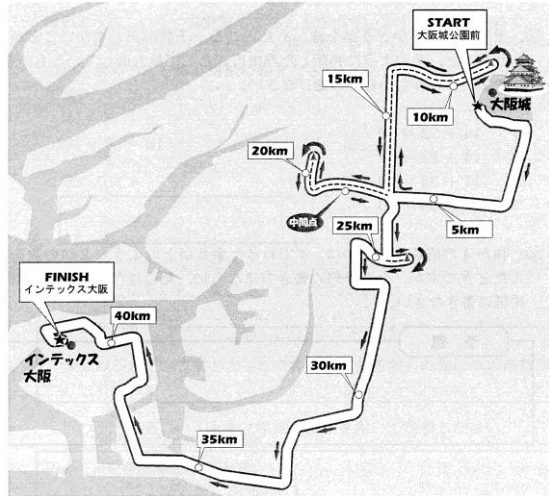 START
大阪城公園前
大阪城
15km
10km
20km
中間点
5km
25km
FINISH
インテックス大阪
40km
インテックス
大阪
30km
35km